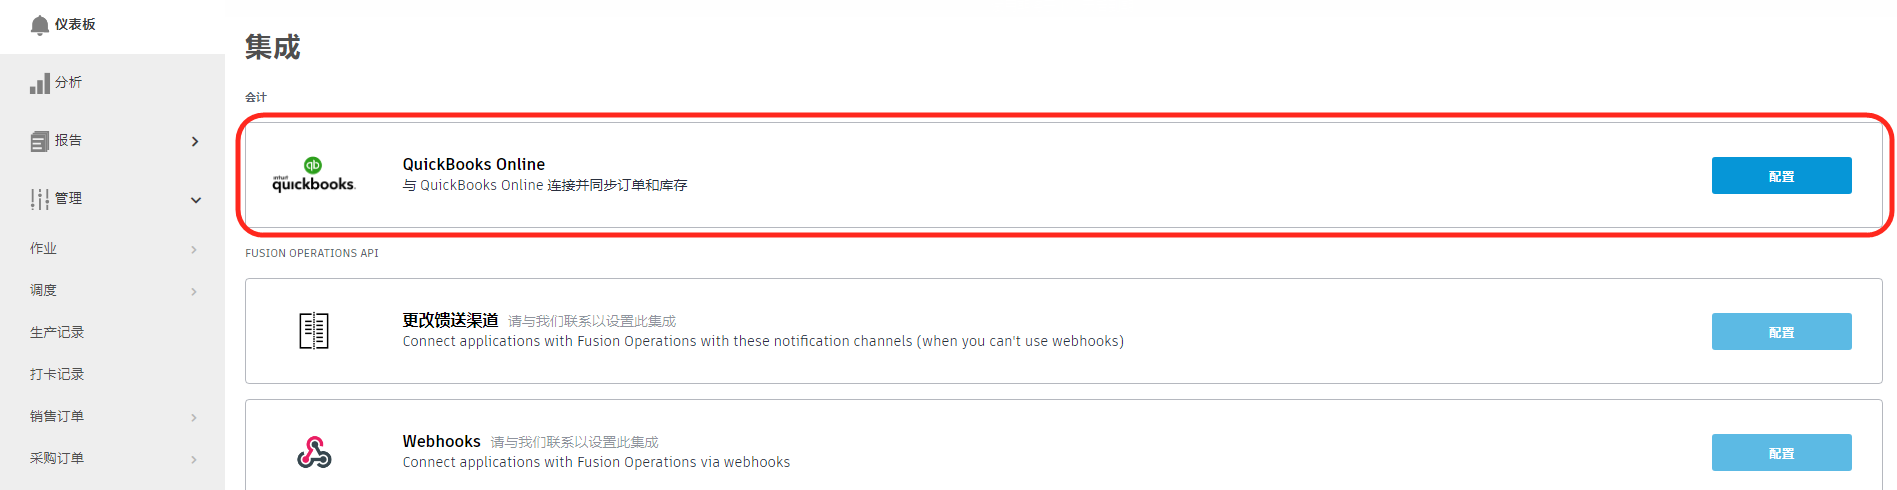 仪表板
分析
报告
管理
作业
调度
生产记录
打卡记录
销售订单
采购订单
集成
会计
qb
intuit
quickbooks.
QuickBooks Online
与 QuickBooks Online 连接并同步订单和库存
配置
FUSION OPERATIONS API
更改馈送渠道 请与我们联系以设置此集成
Connect applications with Fusion Operations with these notification channels (when you can't use webhooks)
配置
Webhooks 请与我们联系以设置此集成
Connect applications with Fusion Operations via webhooks
配置